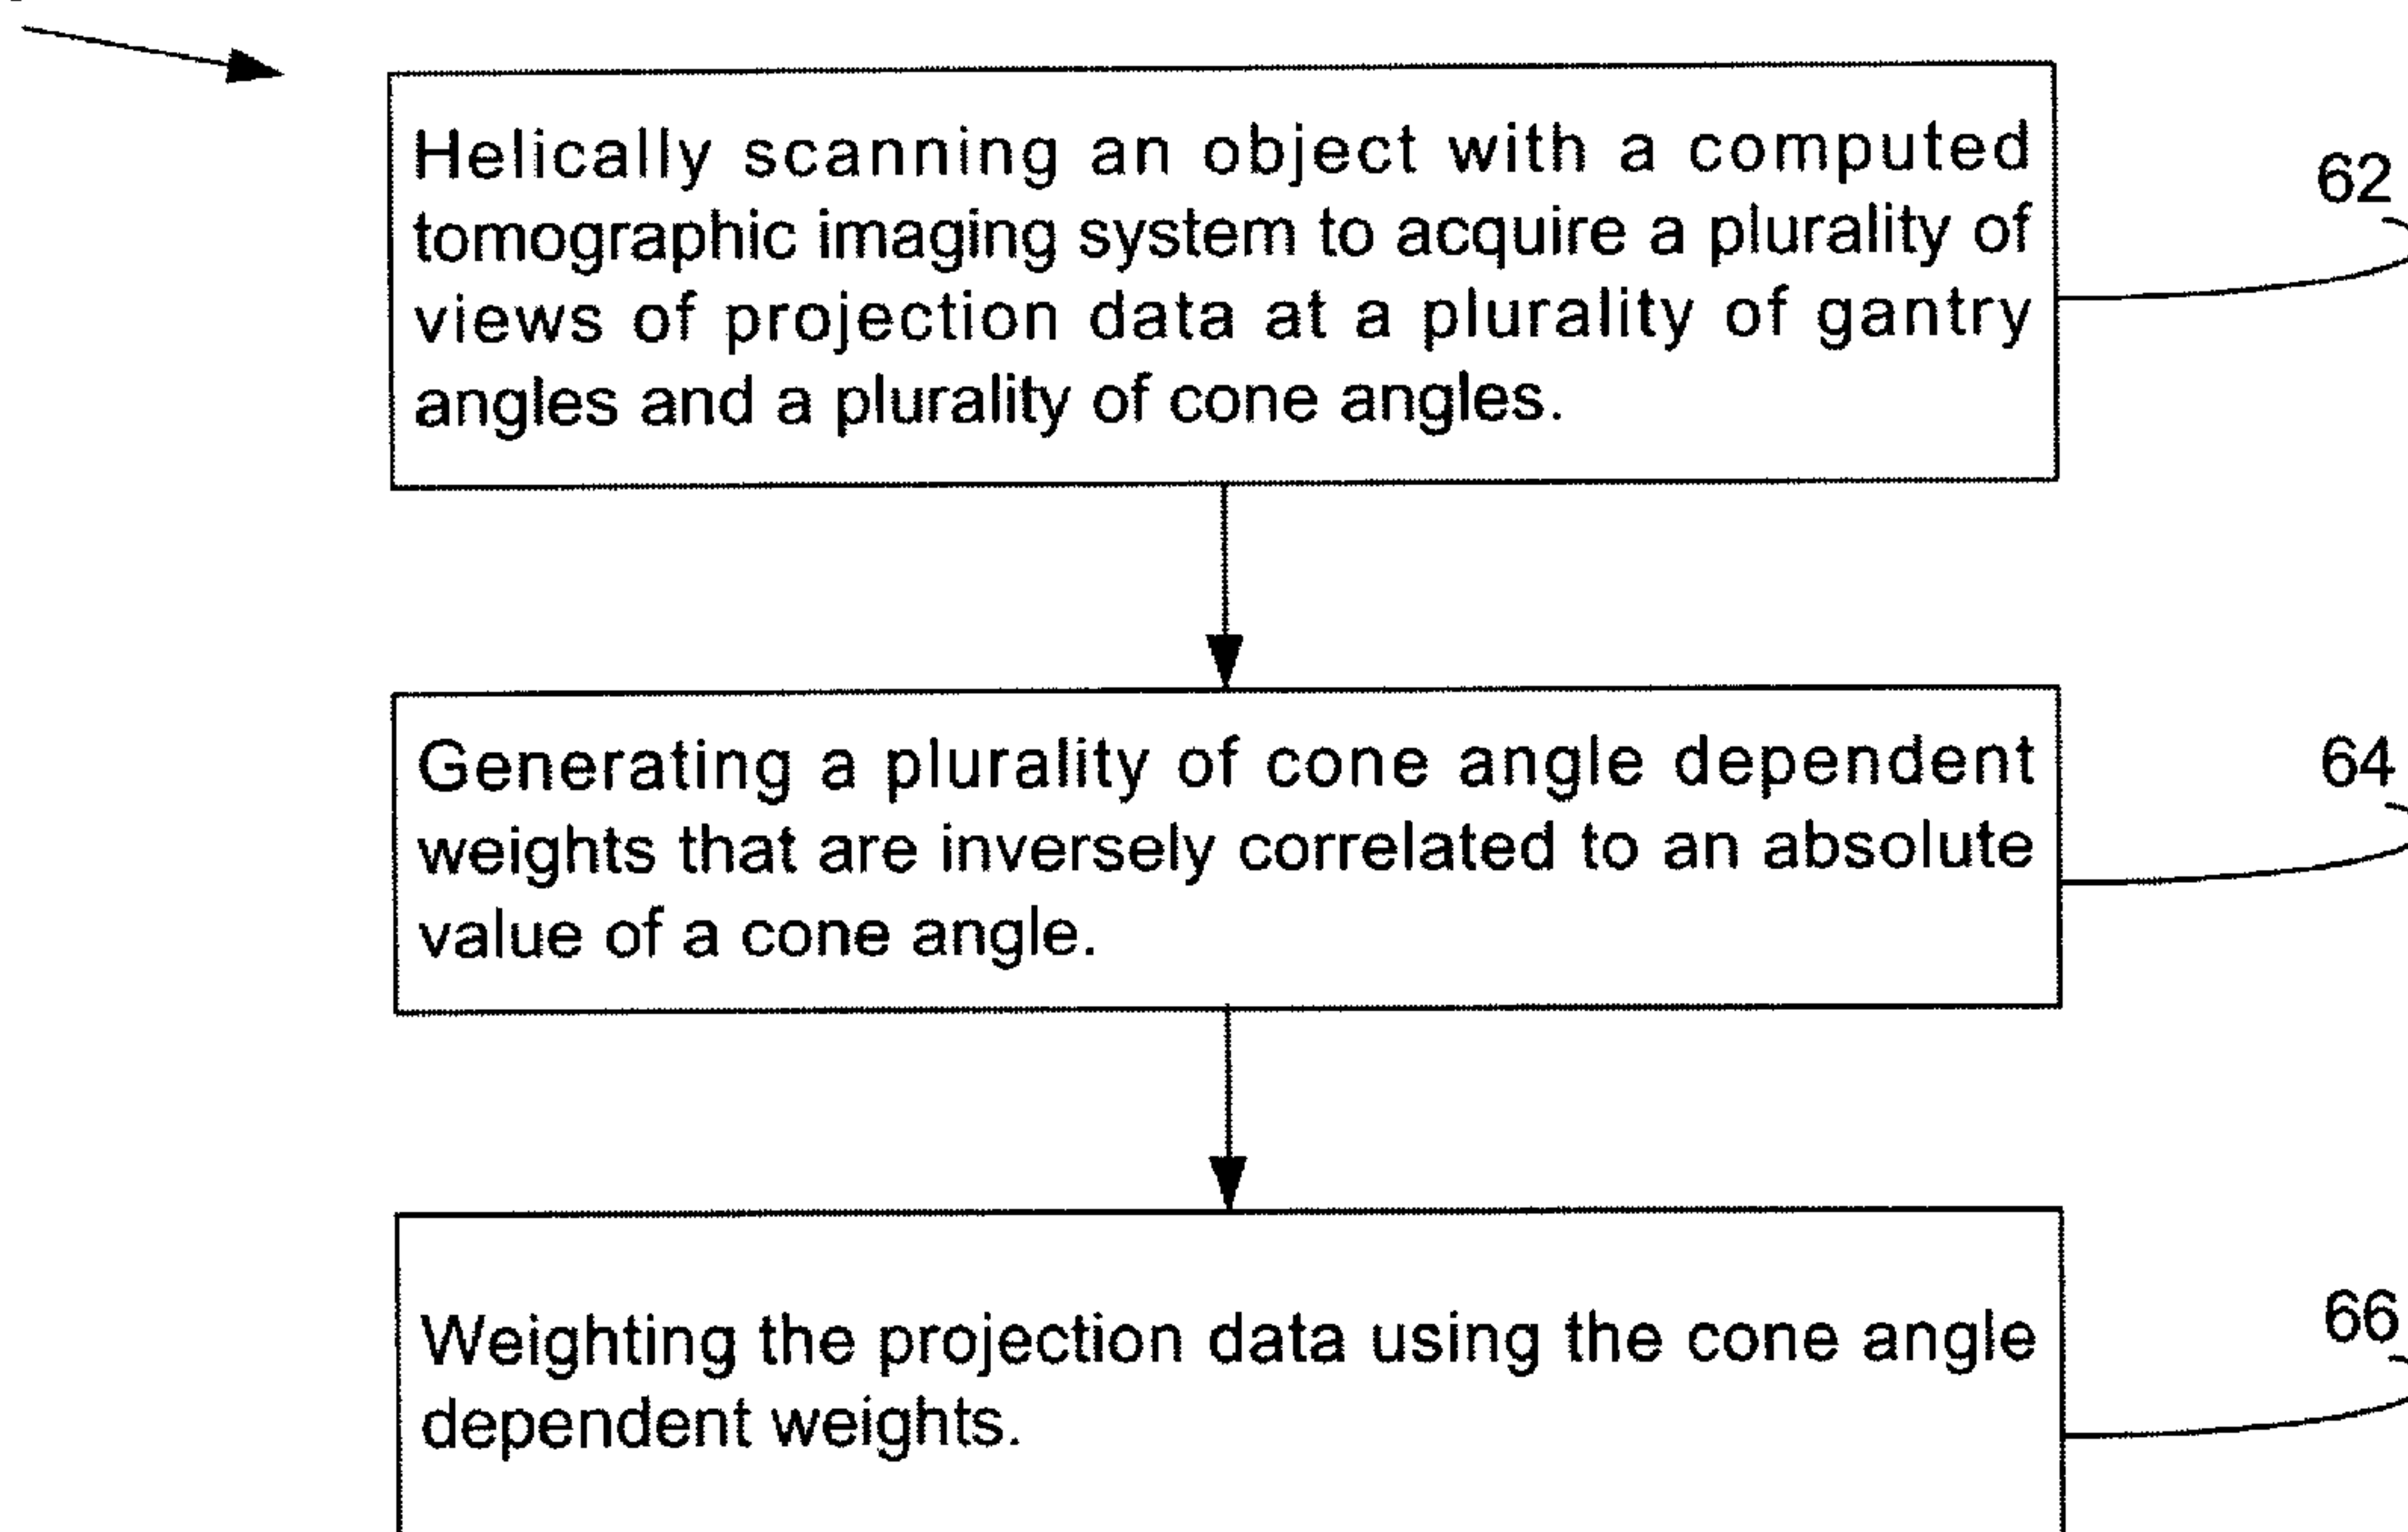 Helically scanning an object with a computed
62
tomographic imaging system to acquire a plurality of
views of projection data at a plurality of gantry
angles and a plurality of cone angles.
Generating a plurality of cone angle dependent
64
weights that are inversely correlated to an absolute
value of a cone angle.
Weighting the projection data using the cone angle
66
dependent weights.